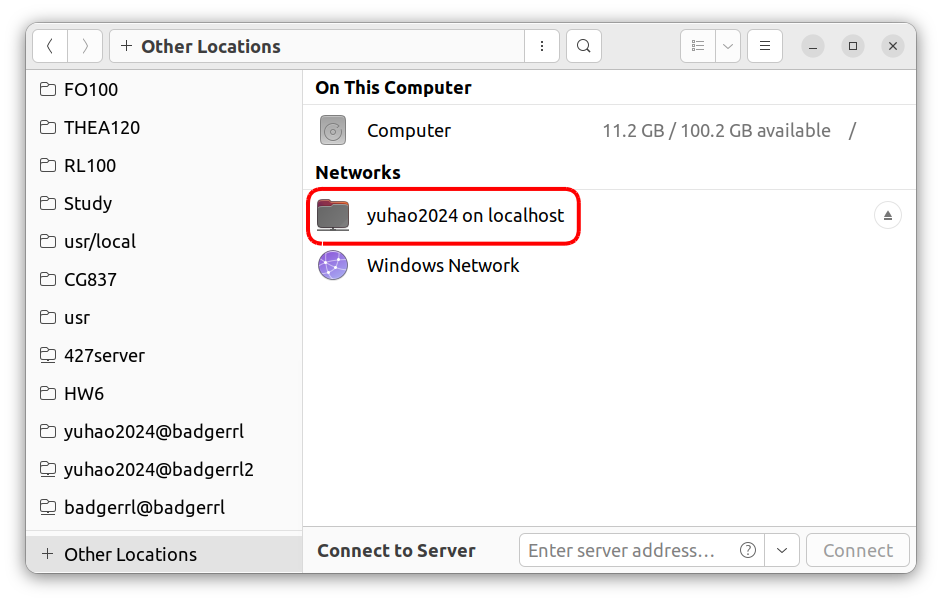 + Other Locations
FO100
THEA120
RL100
Study
usr/local
CG837
usr
427server
HW6
yuhao2024@badgerrl
yuhao2024@badgerrl2
badgerrl@badgerrl
+ Other Locations
On This Computer
Computer 11.2 GB / 100.2 GB available /
Networks
yuhao2024 on localhost
Windows Network
Connect to Server Enter server address... ? Connect